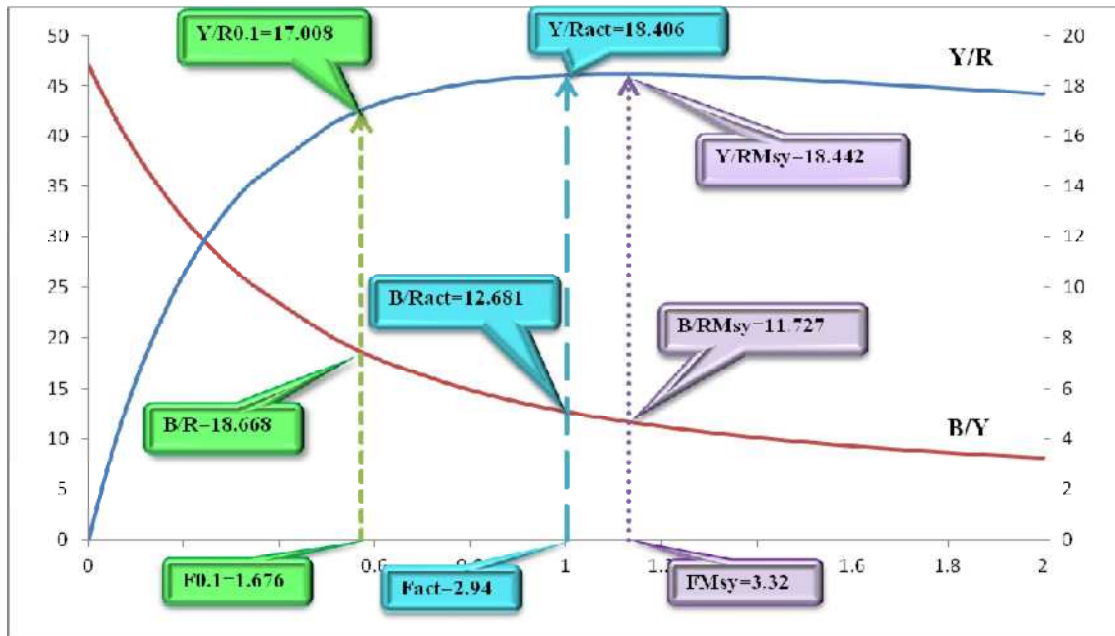 Y/R0.1=17.008
Y/Ract=18.406
50
20
Y/R
45
18
40
16
Y/RMsy=18.442
35
14
30
12
B/Ract=12.681
25
10
B/RMsy=11.727
20
8
15
6
B/R=18.668
B/Y
10
4
5
2
0
0
0
F0.1=1.676
0.6
Fact=2.94
1
FMsy=3.32
1.2
1.6
1.8
2